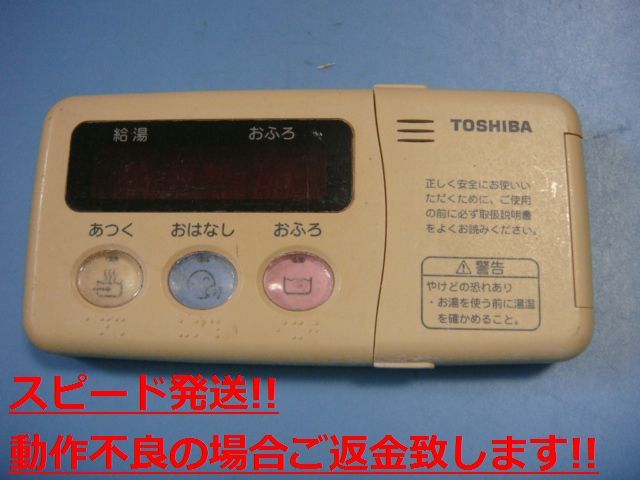 給湯 おふろ
TOSHIBA
正しく安全にお使いい
ただくために、ご使用
の前に必ず取扱説明書
をよくお読みください。
あつく おはなし おふろ
警告
やけどの恐れあり
・お湯を使う前に湯温
を確かめること。
スピード発送!!
動作不良の場合ご返金致します!!